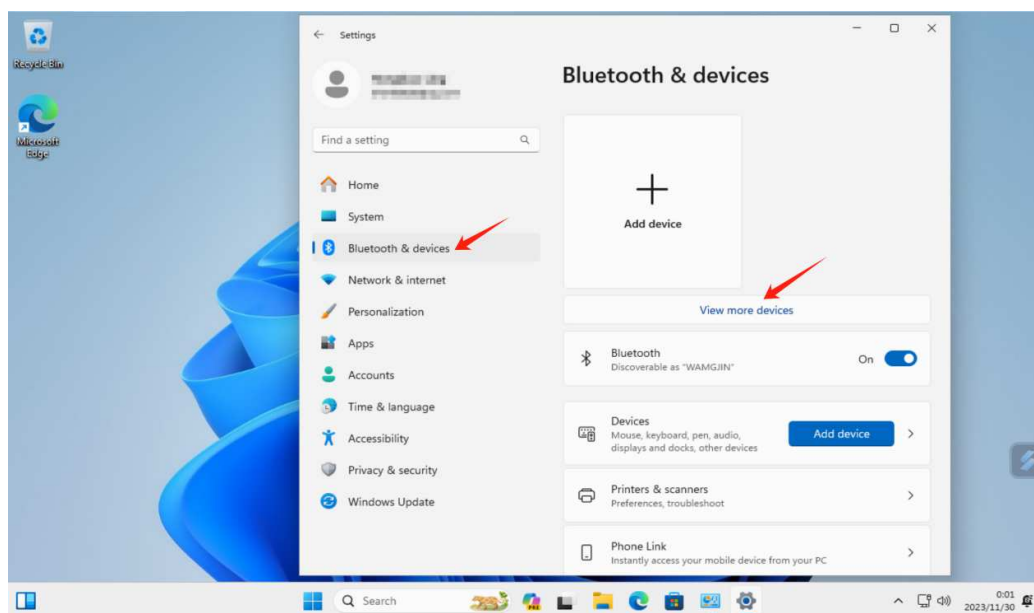 Recycle Bin
Microsoft
Edge
Settings
Find a setting
Home
System
Bluetooth & devices
Network & internet
Personalization
Apps
Accounts
Time & language
Accessibility
Privacy & security
Windows Update
Bluetooth & devices
Add device
View more devices
Bluetooth
Discoverable as "WAMGJIN"
On
Devices
Mouse, keyboard, pen, audio,
displays and docks, other devices
Add device
Printers & scanners
Preferences, troubleshoot
Phone Link
Instantly access your mobile device from your PC
Search
0:01
2023/11/30